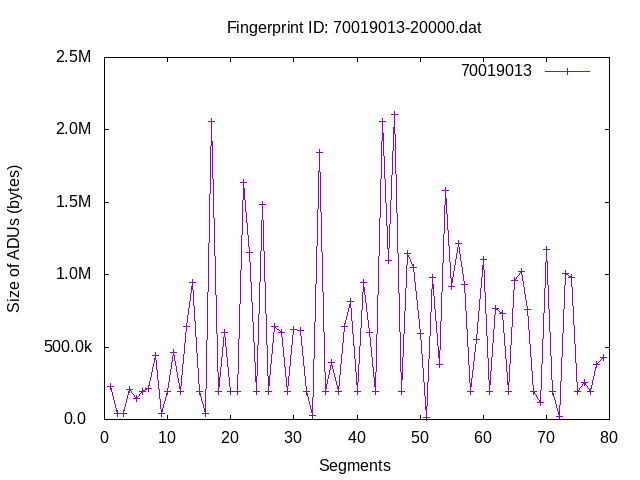 Fingerprint ID: 70019013-20000.dat
70019013
Size of ADUs (bytes)
2.5M
2.0M
1.5M
1.0M
500.0k
0.0
0 10 20 30 40 50 60 70 80
Segments